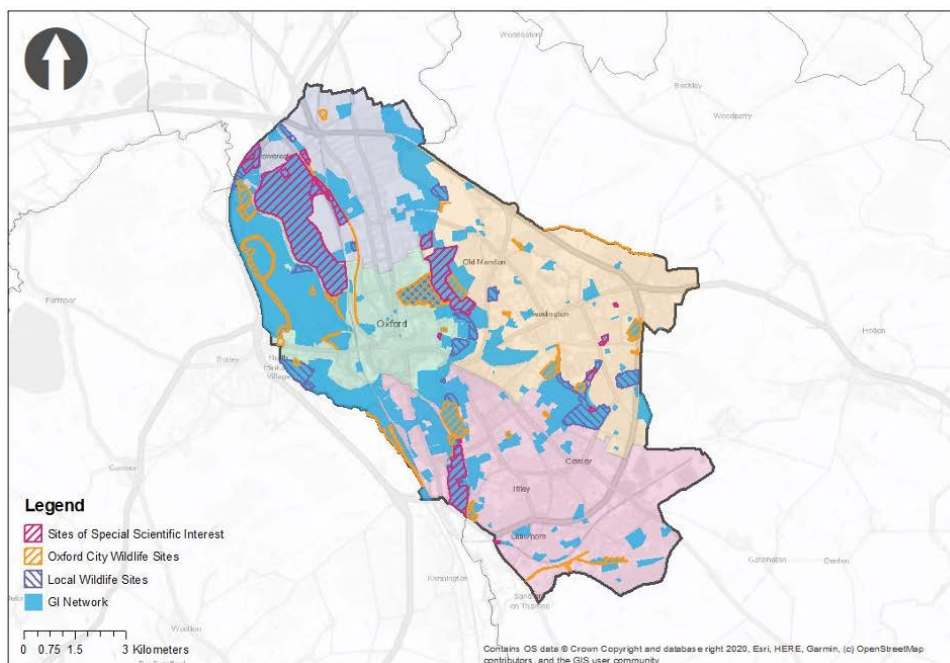 Woodeaton
Beckley
Woodperry
Wolvercote
Old Marston
Farmoor
Headington
Oxford
Holton
Botley
North
Hinksey
Village
Cowley
Cumnor
Iffley
Legend
Sites of Special Scientific Interest
Littlemore
Oxford City Wildlife Sites
Local Wildlife Sites
Kennington
Garsington
Denton
GI Network
Sandford
on Thames
Wootton
0 0.75 1.5 3 Kilometers
Contains OS data © Crown Copyright and database right 2020, Esri, HERE, Garmin, (c) OpenStreetMap
contributors, and the GIS user community